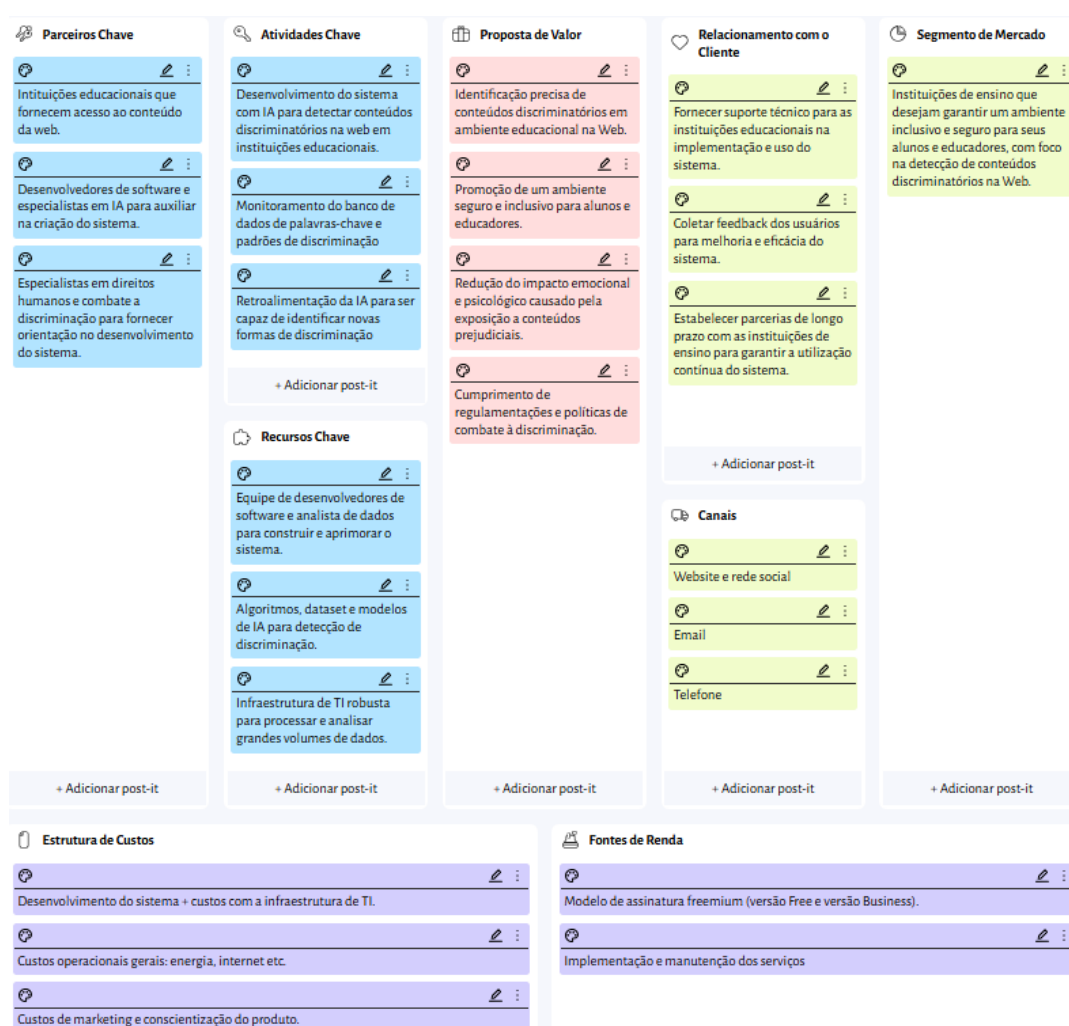 Parceiros Chave
Intituições educacionais que
fornecem acesso ao conteúdo
da web.
Desenvolvedores de software e
especialistas em IA para auxiliar
na criação do sistema.
Especialistas em direitos
humanos e combate a
discriminação para fornecer
orientação no desenvolvimento
do sistema.
+ Adicionar post-it
Atividades Chave
Desenvolvimento do sistema
com IA para detectar conteúdos
discriminatórios na web em
instituições educacionais.
Monitoramento do banco de
dados de palavras-chave e
padrões de discriminação
Retroalimentação da IA para ser
capaz de identificar novas
formas de discriminação
+ Adicionar post-it
Recursos Chave
Equipe de desenvolvedores de
software e analista de dados
para construir e aprimorar o
sistema.
Algoritmos, dataset e modelos
de IA para detecção de
discriminação.
Infraestrutura de TI robusta
para processar e analisar
grandes volumes de dados.
+ Adicionar post-it
Proposta de Valor
Identificação precisa de
conteúdos discriminatórios em
ambiente educacional na Web.
Promoção de um ambiente
seguro e inclusivo para alunos e
educadores.
Redução do impacto emocional
e psicológico causado pela
exposição a conteúdos
prejudiciais.
Cumprimento de
regulamentações e políticas de
combate à discriminação.
+ Adicionar post-it
Relacionamento com o
Cliente
Fornecer suporte técnico para as
instituições educacionais na
implementação e uso do
sistema.
Coletar feedback dos usuários
para melhoria e eficácia do
sistema.
Estabelecer parcerias de longo
prazo com as instituições de
ensino para garantir a utilização
contínua do sistema.
+ Adicionar post-it
Canais
Website e rede social
Email
Telefone
+ Adicionar post-it
Segmento de Mercado
Instituições de ensino que
desejam garantir um ambiente
inclusivo e seguro para seus
alunos e educadores, com foco
na detecção de conteúdos
discriminatórios na Web.
+ Adicionar post-it
Estrutura de Custos
Desenvolvimento do sistema + custos com a infraestrutura de TI.
Custos operacionais gerais: energia, internet etc.
Custos de marketing e conscientização do produto.
Fontes de Renda
Modelo de assinatura freemium (versão Free e versão Business).
Implementação e manutenção dos serviços